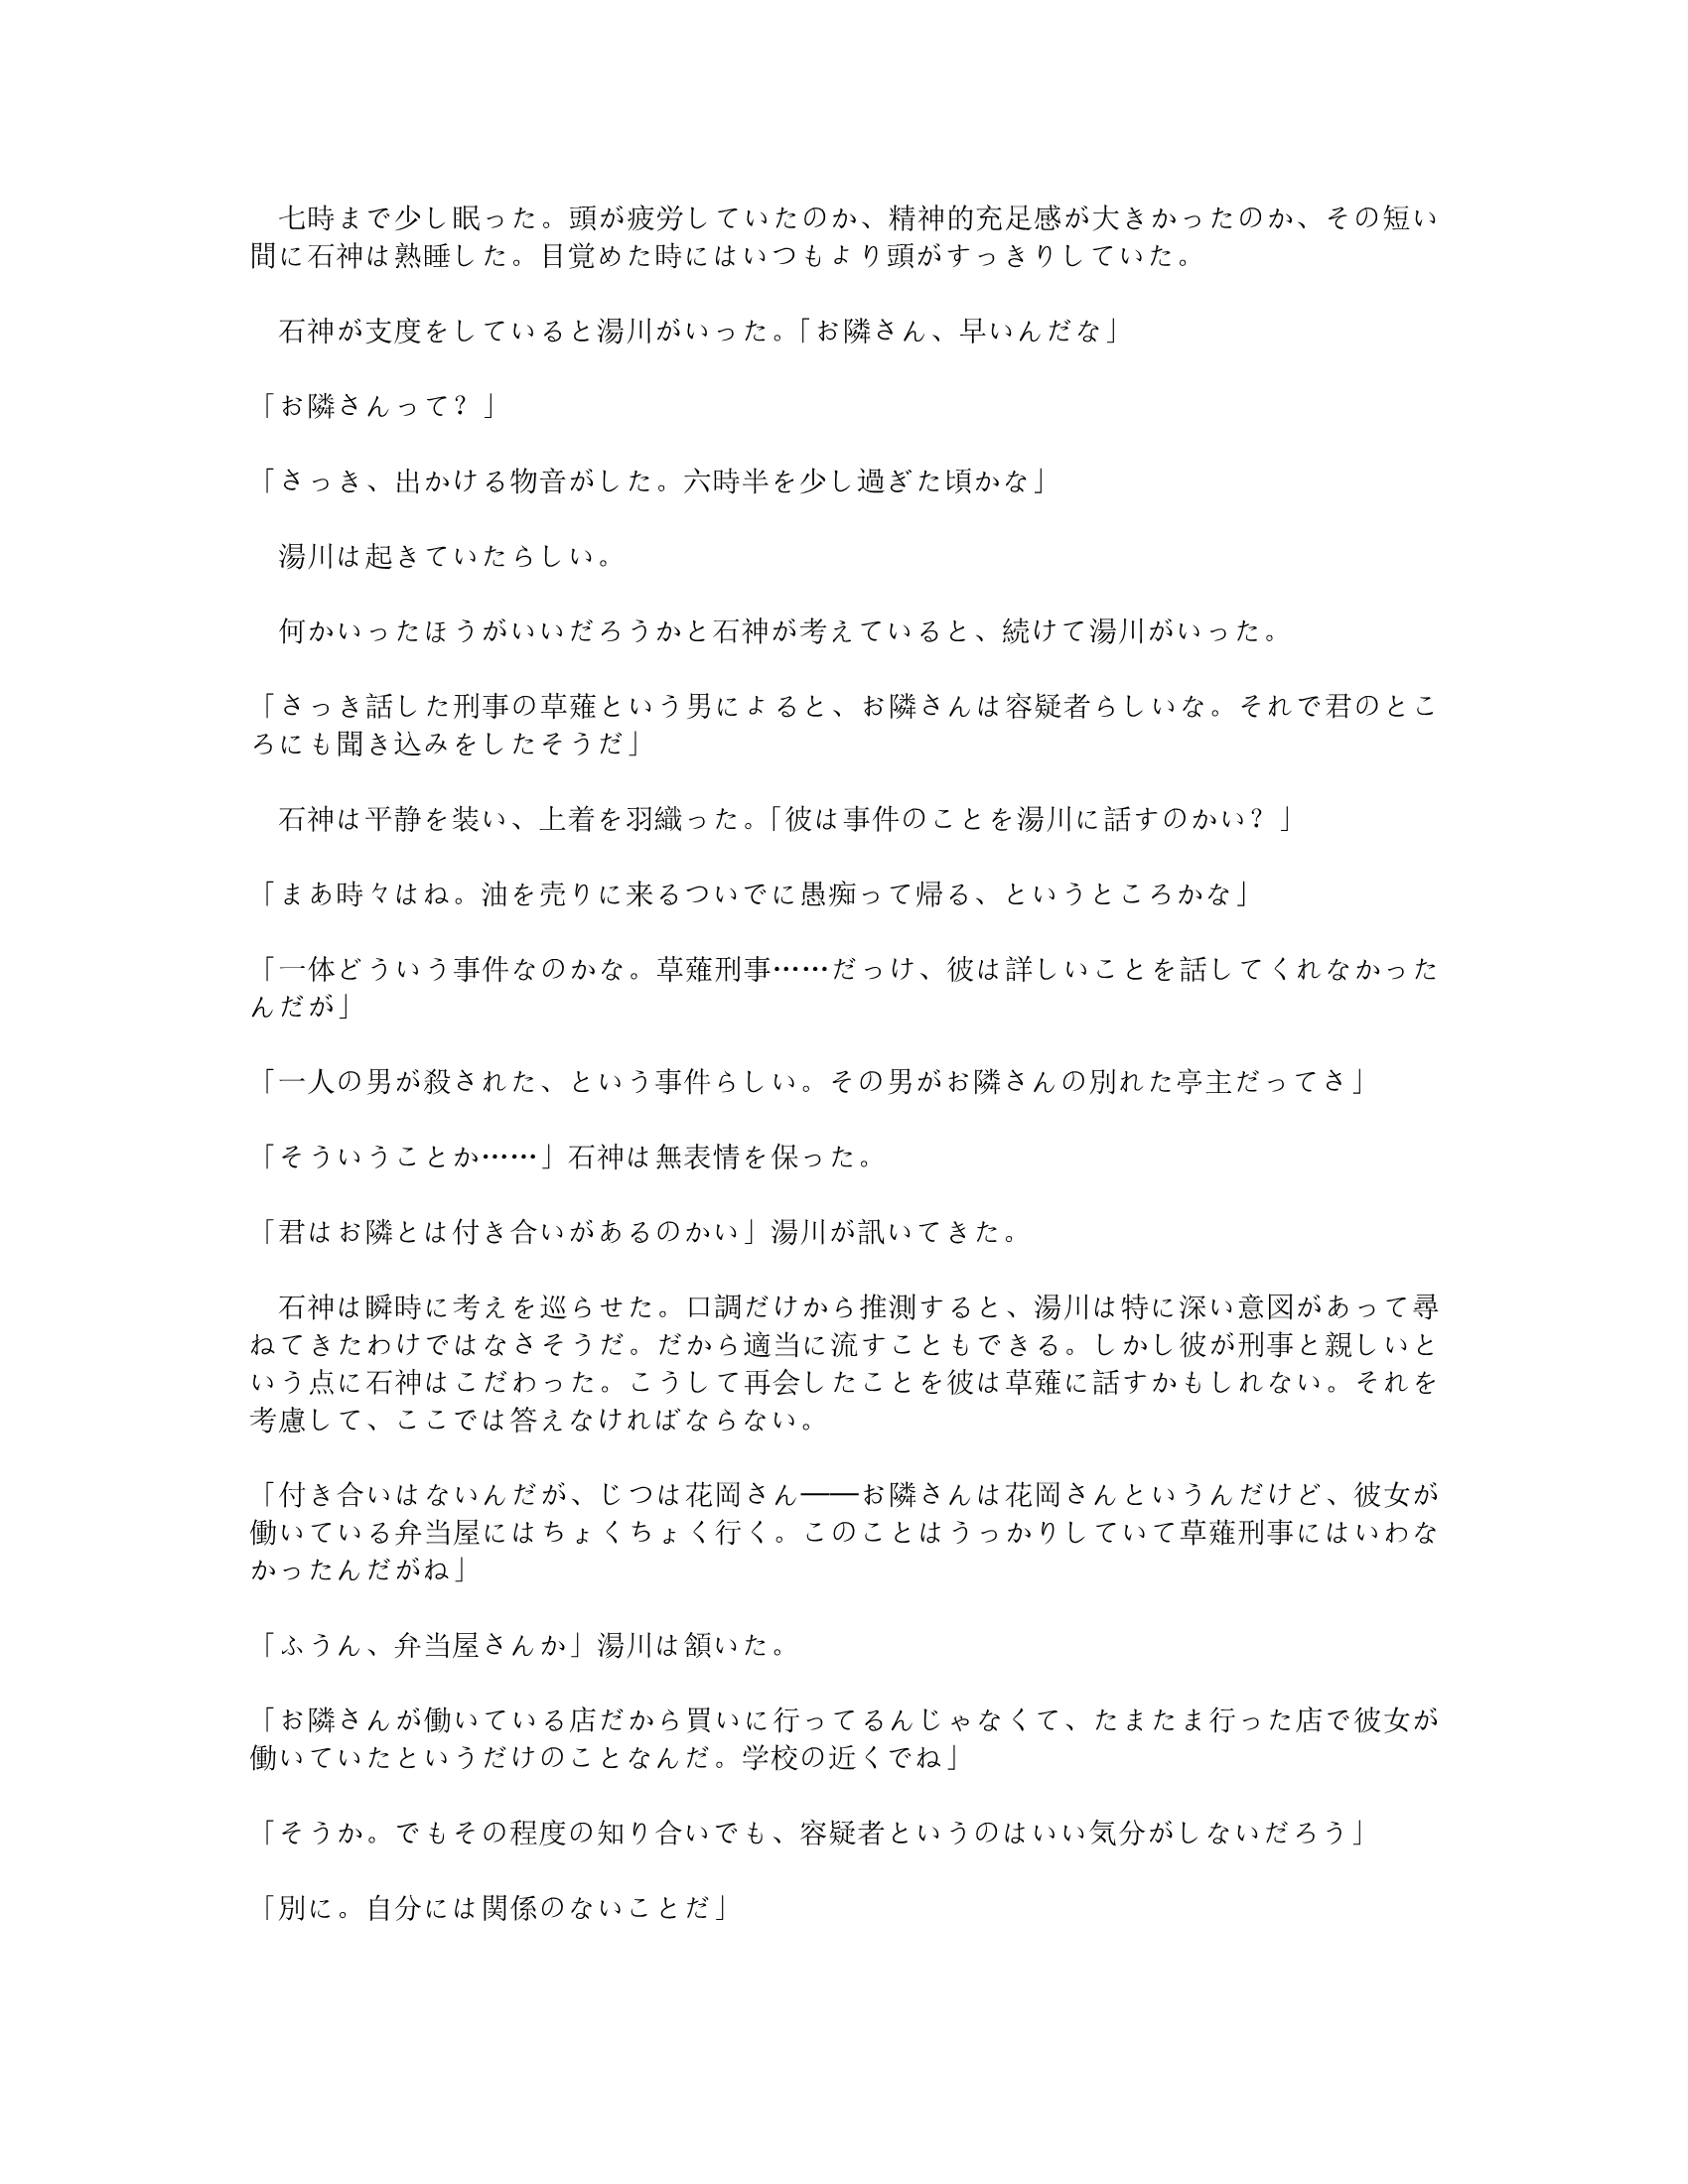 七時まで少し眠った。頭が疲労していたのか、精神的充足感が大きかったのか、その短い
間に石神は熟睡した。目覚めた時にはいつもより頭がすっきりしていた。
　石神が支度をしていると湯川がいった。「お隣さん、早いんだな」
「お隣さんって？」
「さっき、出かける物音がした。六時半を少し過ぎた頃かな」
　湯川は起きていたらしい。
　何かいったほうがいいだろうかと石神が考えていると、続けて湯川がいった。
「さっき話した刑事の草薙という男によると、お隣さんは容疑者らしいな。それで君のとこ
ろにも聞き込みをしたそうだ」
　石神は平静を装い、上着を羽織った。「彼は事件のことを湯川に話すのかい？」
「まあ時々はね。油を売りに来るついでに愚痴って帰る、というところかな」
「一体どういう事件なのかな。草薙刑事……だっけ、彼は詳しいことを話してくれなかった
んだが」
「一人の男が殺された、という事件らしい。その男がお隣さんの別れた亭主だってさ」
「そういうことか……」石神は無表情を保った。
「君はお隣とは付き合いがあるのかい」湯川が訊いてきた。
　石神は瞬時に考えを巡らせた。口調だけから推測すると、湯川は特に深い意図があって尋
ねてきたわけではなさそうだ。だから適当に流すこともできる。しかし彼が刑事と親しいと
いう点に石神はこだわった。こうして再会したことを彼は草薙に話すかもしれない。それを
考慮して、ここでは答えなければならない。
「付き合いはないんだが、じつは花岡さん――お隣さんは花岡さんというんだけど、彼女が
働いている弁当屋にはちょくちょく行く。このことはうっかりしていて草薙刑事にはいわな
かったんだがね」
「ふうん、弁当屋さんか」湯川は頷いた。
「お隣さんが働いている店だから買いに行ってるんじゃなくて、たまたま行った店で彼女が
働いていたというだけのことなんだ。学校の近くでね」
「そうか。でもその程度の知り合いでも、容疑者というのはいい気分がしないだろう」
「別に。自分には関係のないことだ」